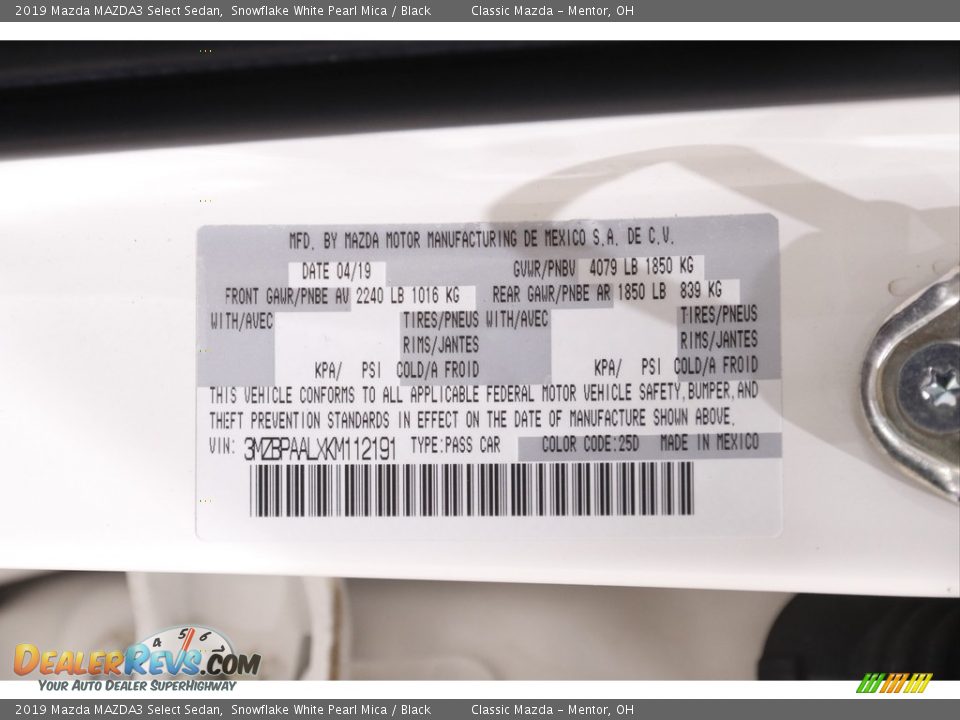 2019 Mazda MAZDA3 Select Sedan,  Snowflake White Pearl Mica / Black        Classic Mazda - Mentor, OH
MFD. BY MAZDA MOTOR MANUFACTURING DE MEXICO S.A. DE C.V.
DATE 04/19 GVWR/PNBV 4079 LB 1850 KG
FRONT GAWR/PNBE AV 2240 LB 1016 KG REAR GAWR/PNBE AR 1850 LB 839 KG
WITH/AVEC TIRES/PNEUS WITH/AVEC TIRES/PNEUS
RIMS/JANTES RIMS/JANTES
KPA/ PSI COLD/A FROID KPA/ PSI COLD/A FROID
THIS VEHICLE CONFORMS TO ALL APPLICABLE FEDERAL MOTOR VEHICLE SAFETY,BUMPER,AND
THEFT PREVENTION STANDARDS IN EFFECT ON THE DATE OF MANUFACTURE SHOWN ABOVE.
VIN: 3MZBPAALXKM112191 TYPE:PASS CAR COLOR CODE:25D MADE IN MEXICO
4 5 6 7
DEALERREVS.COM
YOUR AUTO DEALER SUPERHIGHWAY
2019 Mazda MAZDA3 Select Sedan,  Snowflake White Pearl Mica / Black        Classic Mazda - Mentor, OH